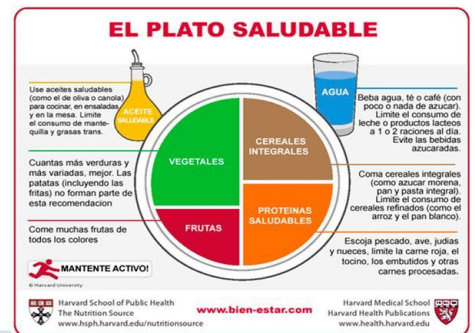 EL PLATO SALUDABLE
Use aceites saludables
(como el de oliva o canola)
para cocinar, en ensaladas,
y en la mesa. Limite
el consumo de mante-
quilla y grasas trans.
ACEITE
SALUDABLE
AGUA
Beba agua, té o café (con
poco o nada de azucar).
Limite el consumo de
leche o productos lacteos
a 1 o 2 raciones al día.
Evite las bebidas
azucaradas.
VEGETALES
CEREALES
INTEGRALES
Cuantas más verduras y
más variadas, mejor. Las
patatas (incluyendo las
fritas) no forman parte de
esta recomendacion
Coma cereales integrales
(como azucar morena,
pan y pasta integral).
Limite el consumo de
cereales refinados (como el
arroz y el pan blanco).
FRUTAS
PROTEINAS
SALUDABLES
Come muchas frutas de
todos los colores
Escoja pescado, ave, judias
y nueces, limite la carne roja, el
tocino, los embutidos y otras
carnes procesadas.
MANTENTE ACTIVO!
© Harvard University
Harvard School of Public Health
The Nutrition Source
www.hsph.harvard.edu/nutritionsource
www.bien-estar.com
Harvard Medical School
Harvard Health Publications
www.health.harvard.edu